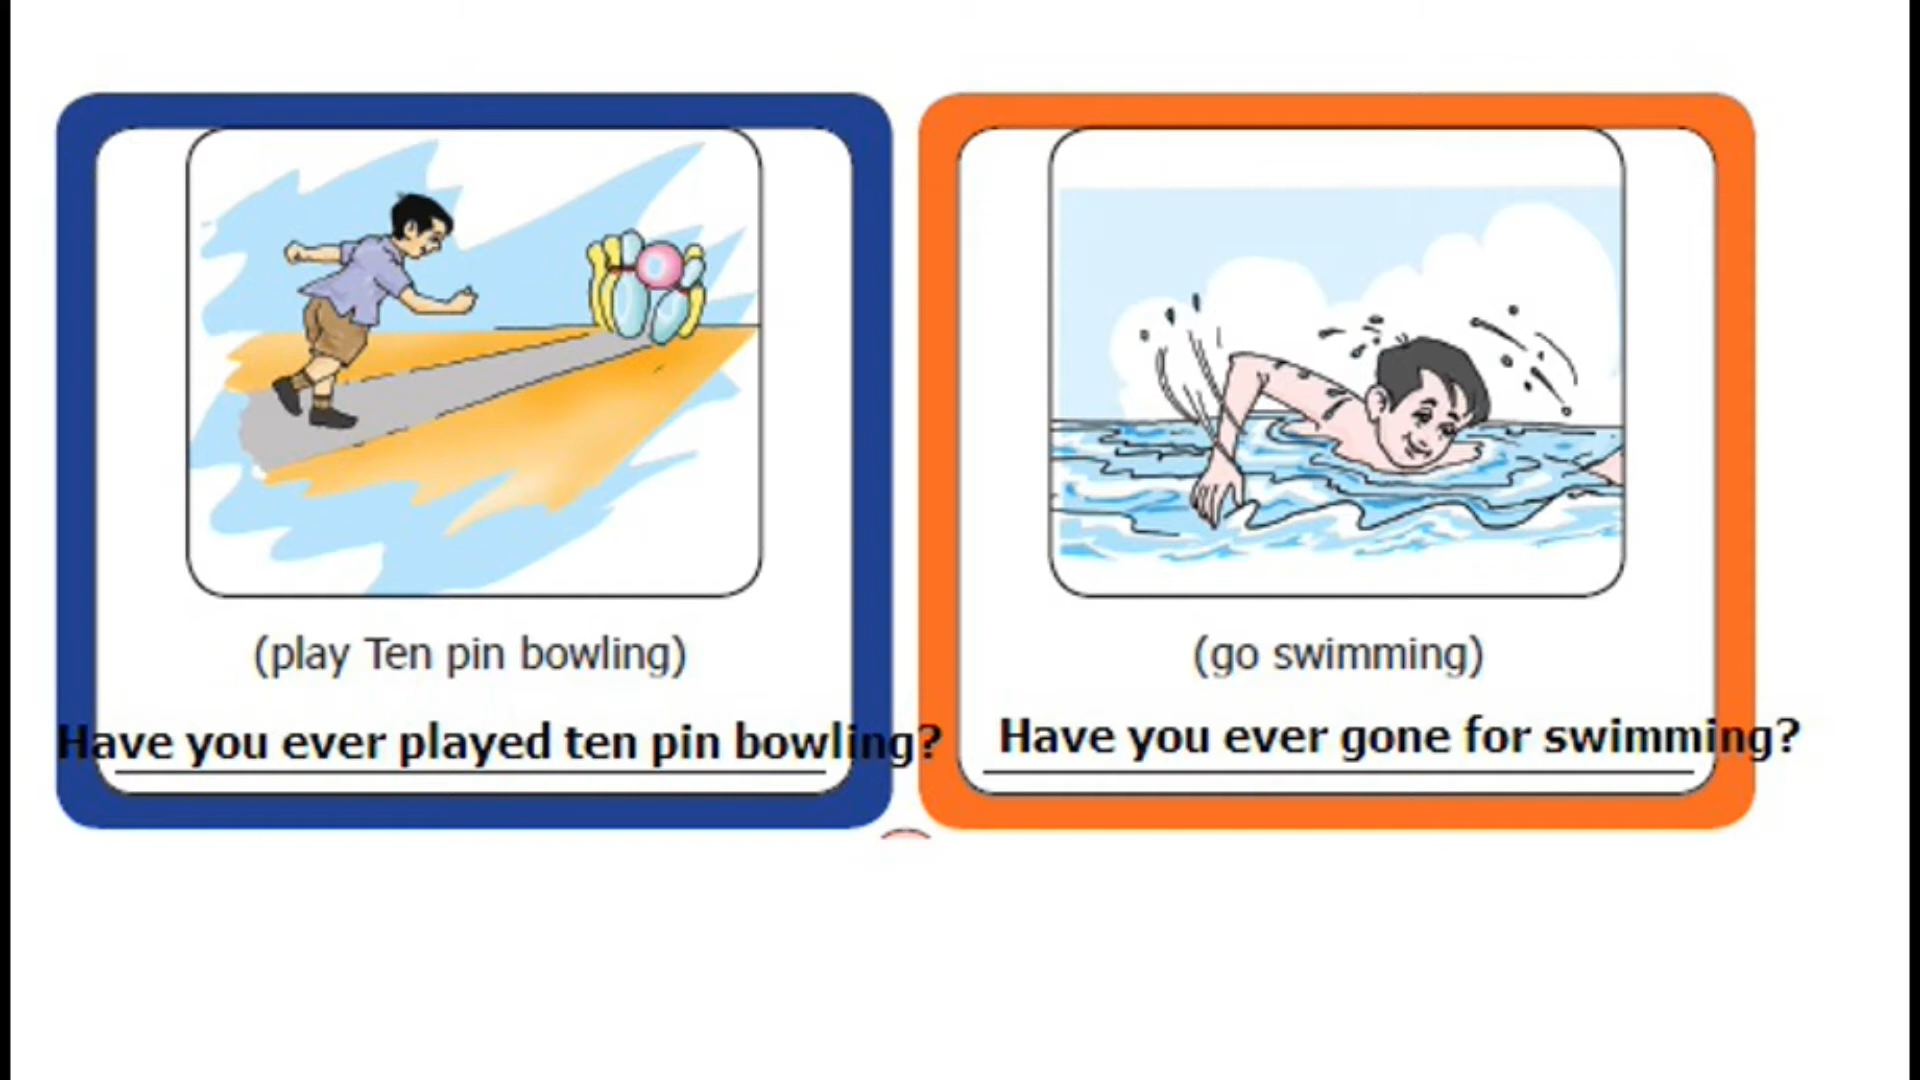 (play Ten pin bowling)
Have you ever played ten pin bowling?
(go swimming)
Have you ever gone for swimming?